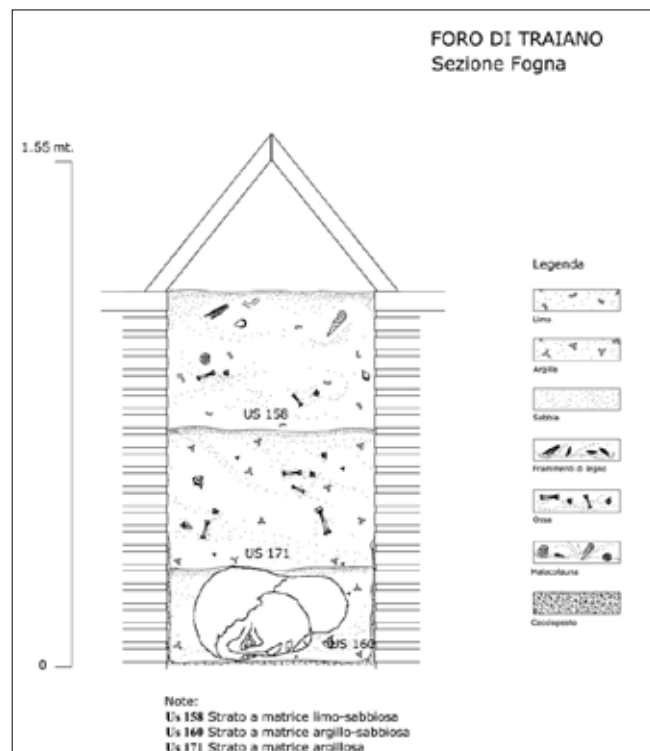 FORO DI TRAIANO
Sezione Fogna
1.55 mt.
Legenda
Limo
Argilla
Sabbia
Frammenti di legno
Ossa
Malacofauna
Cocciopesto
US 158
US 171
US 160
0
Note:
Us 158 Strato a matrice limo-sabbiosa
Us 160 Strato a matrice argillo-sabbiosa
Us 171 Strato a matrice argillosa